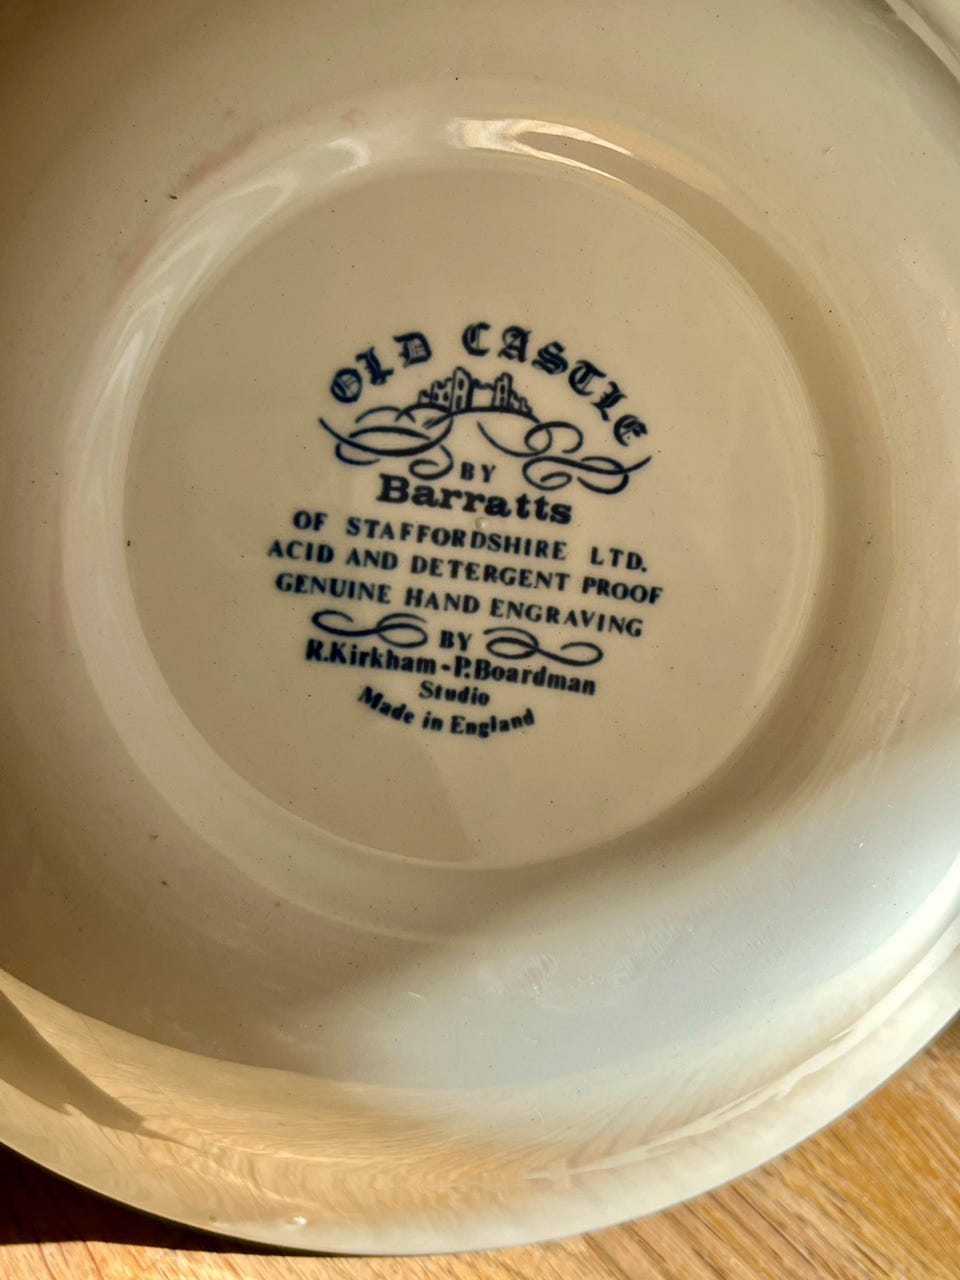 OLD CASTLE
BY
Barratts
OF STAFFORDSHIRE LTD.
ACID AND DETERGENT PROOF
GENUINE HAND ENGRAVING
BY
R.Kirkham-P.Boardman
Studio
Made in England